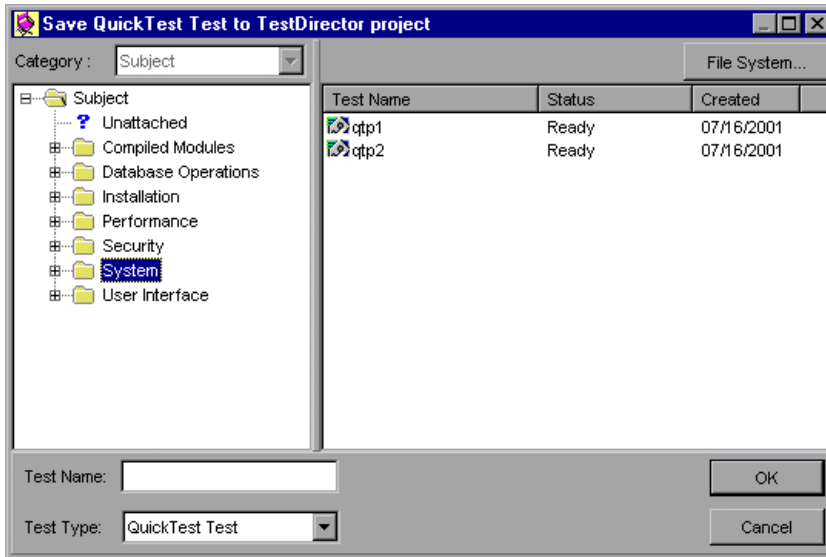 Save QuickTest Test to TestDirector project
Category :
Subject
File System...
Subject
Unattached
Compiled Modules
Database Operations
Installation
Performance
Security
System
User Interface
Test Name Status Created
qtp1 Ready 07/16/2001
qtp2 Ready 07/16/2001
Test Name:
OK
Test Type:
QuickTest Test
Cancel